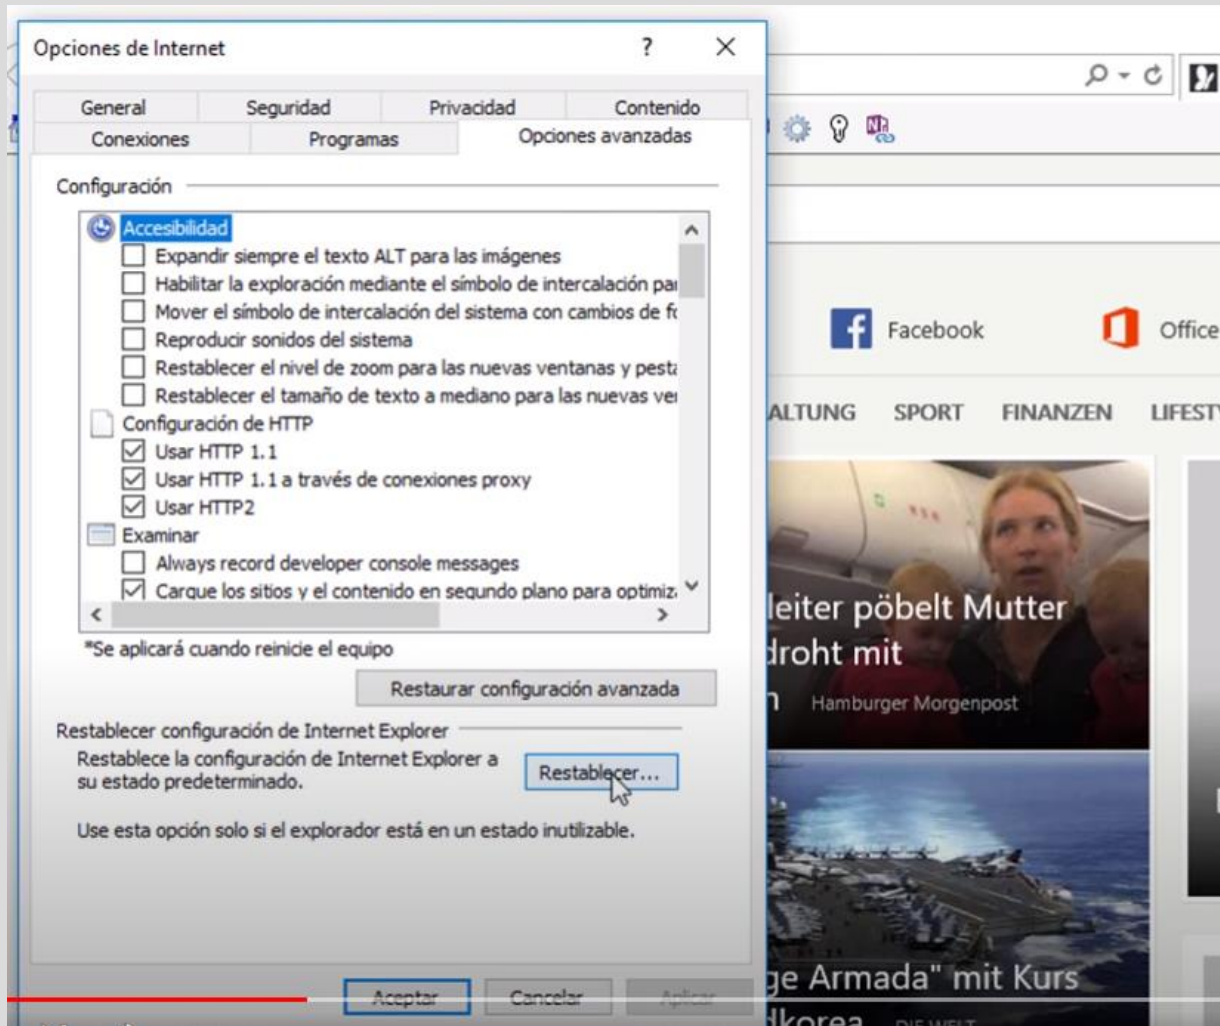 Opciones de Internet
?
General
Seguridad
Privacidad
Contenido
Conexiones
Programas
Opciones avanzadas
Configuración
Accesibilidad
Expandir siempre el texto ALT para las imágenes
Habilitar la exploración mediante el símbolo de intercalación pa
Mover el símbolo de intercalación del sistema con cambios de fo
Reproducir sonidos del sistema
Restablecer el nivel de zoom para las nuevas ventanas y pesta
Restablecer el tamaño de texto a mediano para las nuevas ve
Configuración de HTTP
Usar HTTP 1.1
Usar HTTP 1.1 a través de conexiones proxy
Usar HTTP2
Examinar
Always record developer console messages
Cargue los sitios y el contenido en segundo plano para optimiz
*Se aplicará cuando reinicie el equipo
Restaurar configuración avanzada
Restablecer configuración de Internet Explorer
Restablece la configuración de Internet Explorer a
su estado predeterminado.
Restablecer...
Use esta opción solo si el explorador está en un estado inutilizable.
Aceptar
Cancelar
Aplicar
Facebook
Office
ALTUNG
SPORT
FINANZEN
LIFEST
leiter pöbelt Mutter
droht mit
Hamburger Morgenpost
ge Armada" mit Kurs
dkorea
DIE WELT